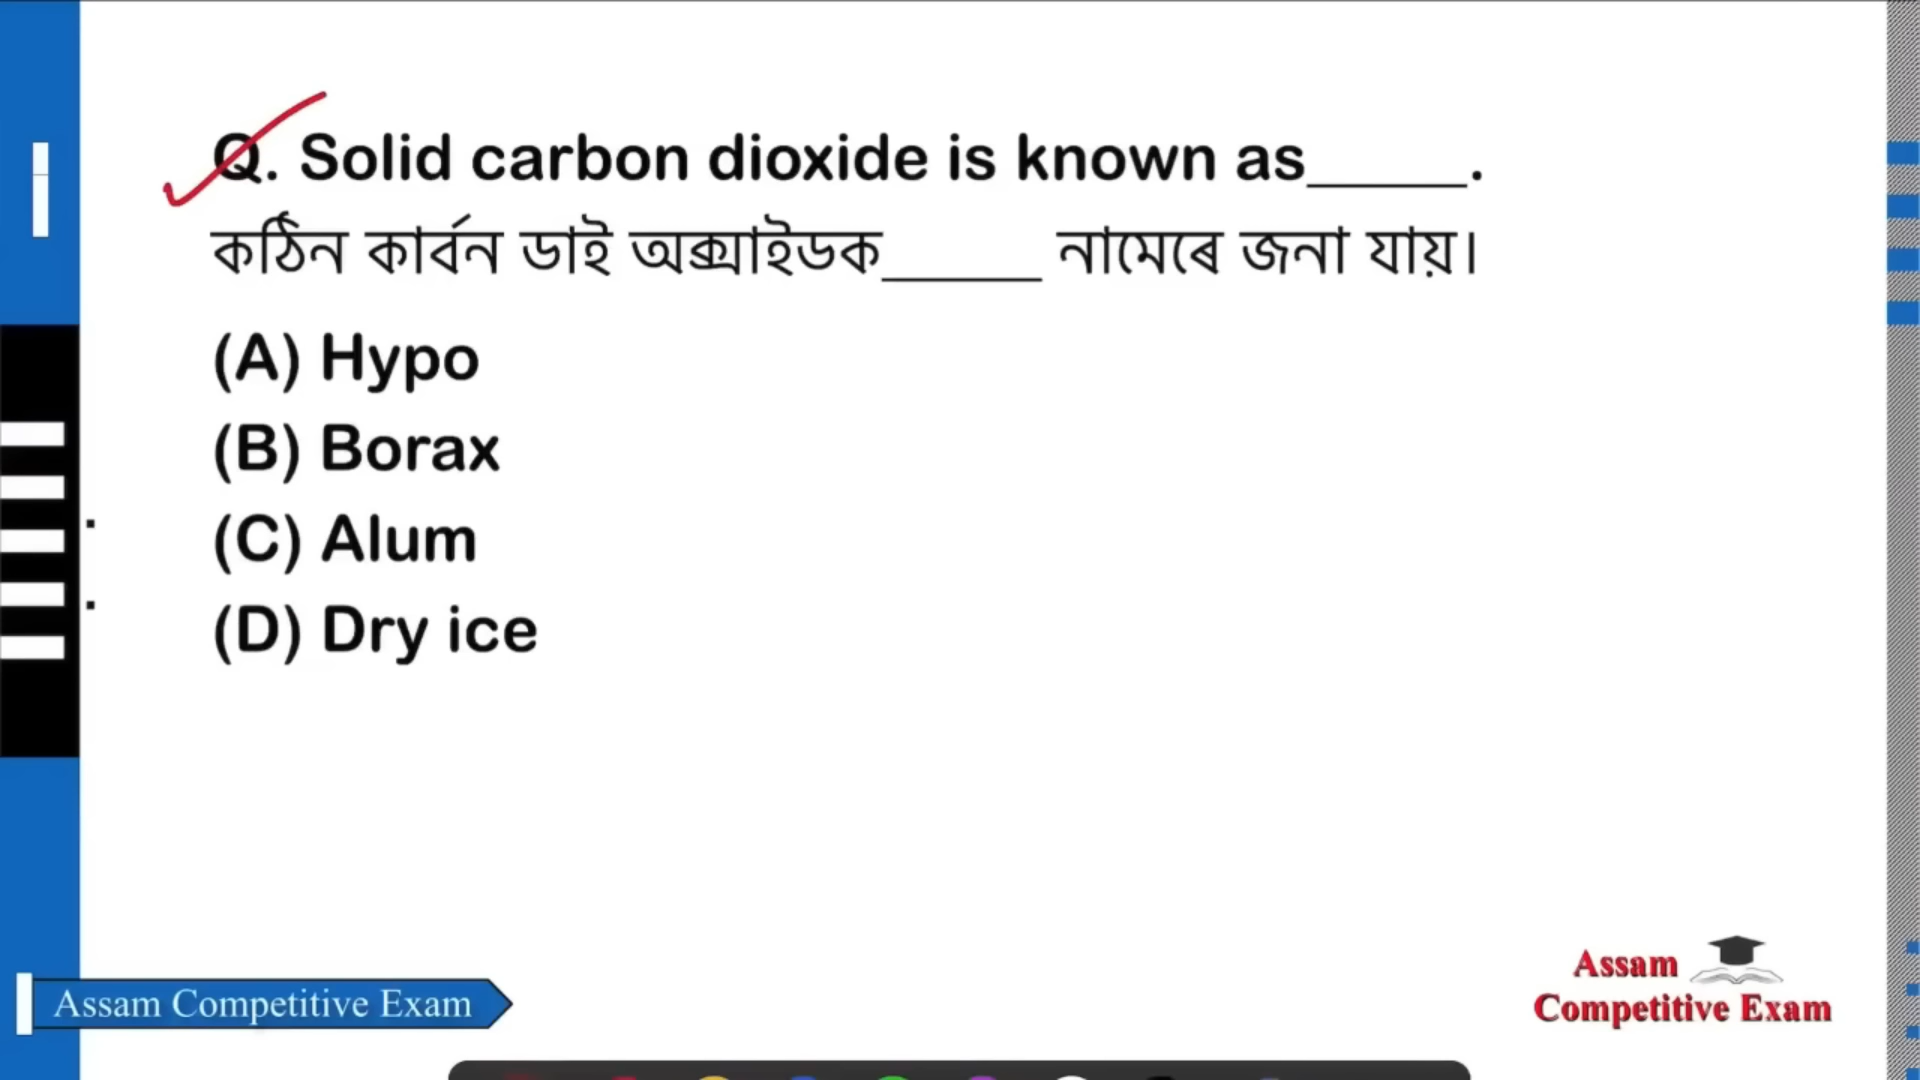 Q. Solid carbon dioxide is known as_____.
কঠিন কাৰ্বন ডাই অক্সাইডক_____ নামেৰে জনা যায়।
(A) Hypo
(B) Borax
(C) Alum
(D) Dry ice
Assam Competitive Exam
Assam
Competitive Exam